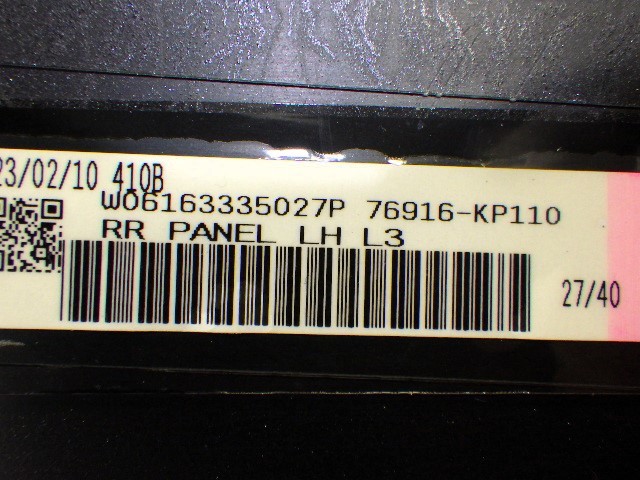 23/02/10 410B
W06163335027P 76916-KP110
RR PANEL LH L3
27/40